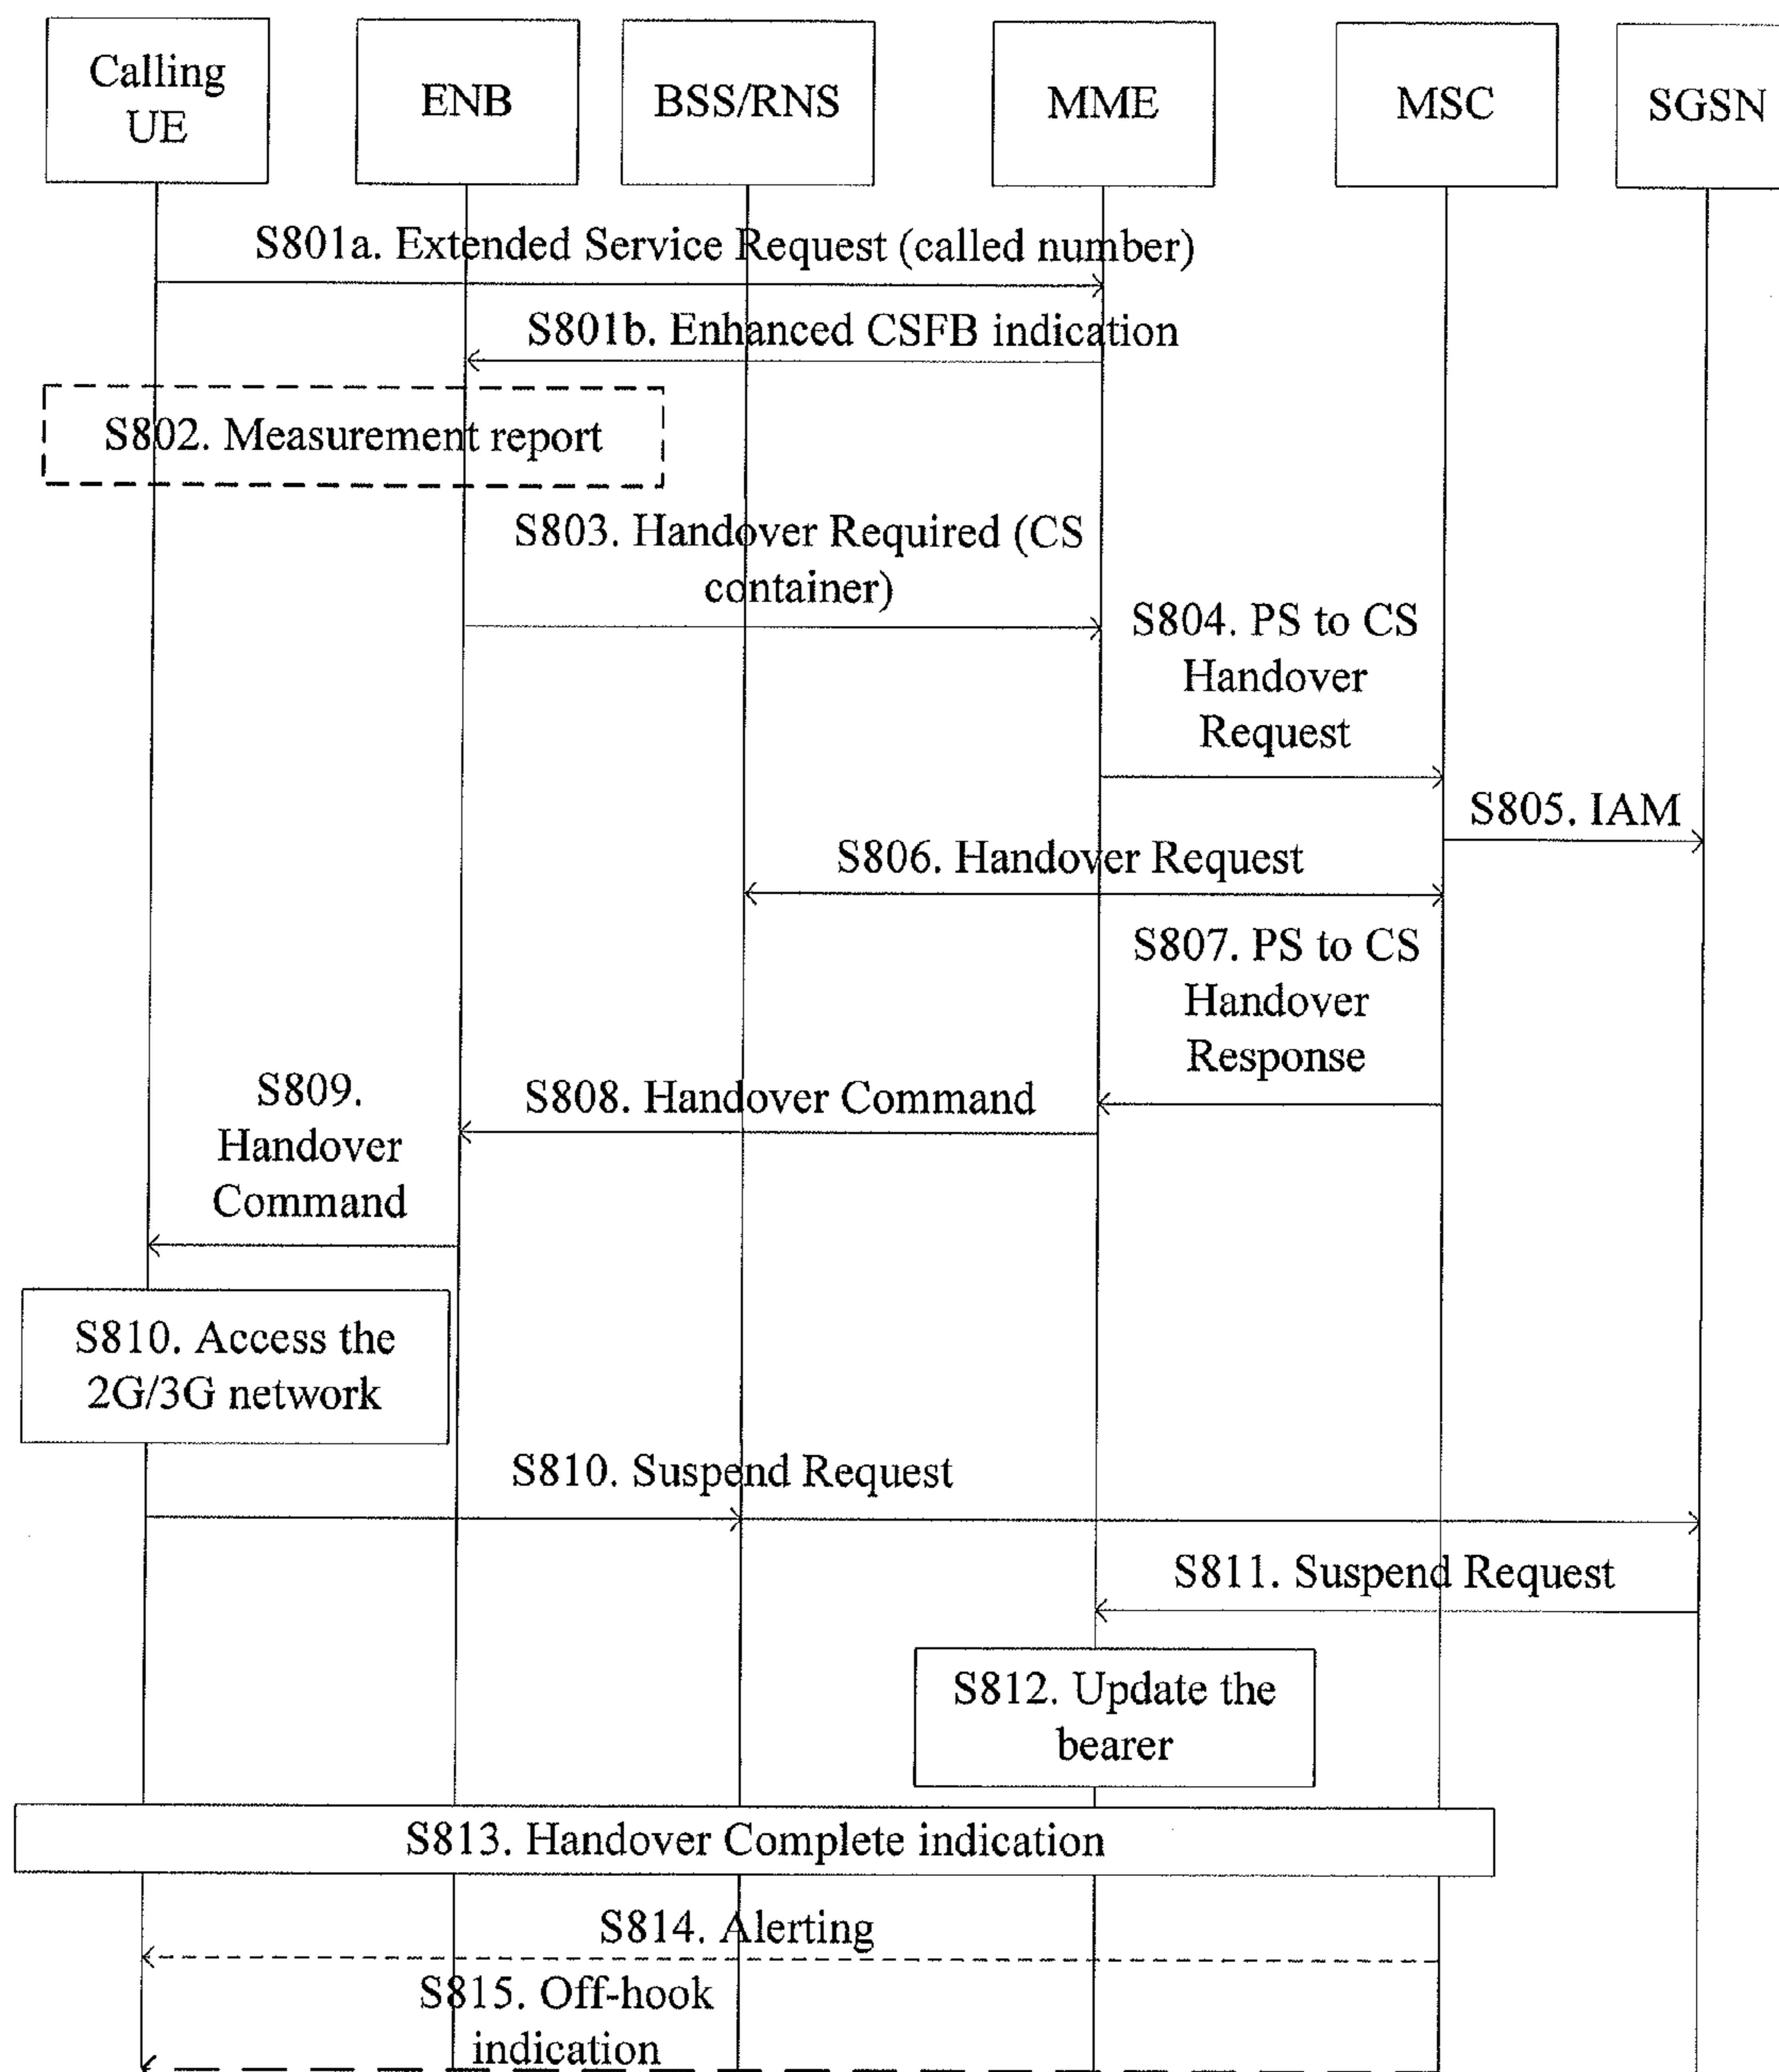 Calling
UE
ENB
BSS/RNS
MME
MSC
SGSN
S801a. Extended Service Request (called number)
S801b. Enhanced CSFB indication
S802. Measurement report
S803. Handover Required (CS
container)
S804. PS to CS
Handover
Request
S805. IAM
S806. Handover Request
S807. PS to CS
Handover
Response
S808. Handover Command
S809.
Handover
Command
S810. Access the
2G/3G network
S810. Suspend Request
S811. Suspend Request
S812. Update the
bearer
S813. Handover Complete indication
S814. Alerting
S815. Off-hook
indication